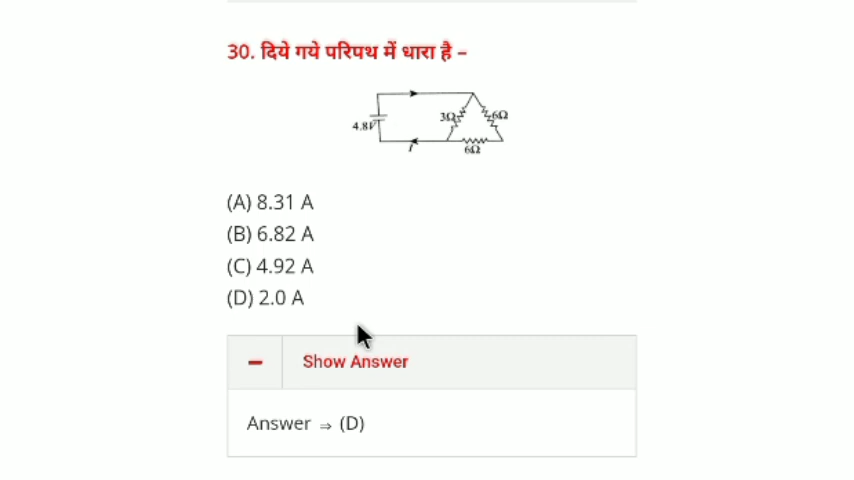 30. दिये गये परिपथ में धारा है –
3Ω 6Ω
4.8V
I 6Ω
(A) 8.31 A
(B) 6.82 A
(C) 4.92 A
(D) 2.0 A
Show Answer
Answer ⇒ (D)